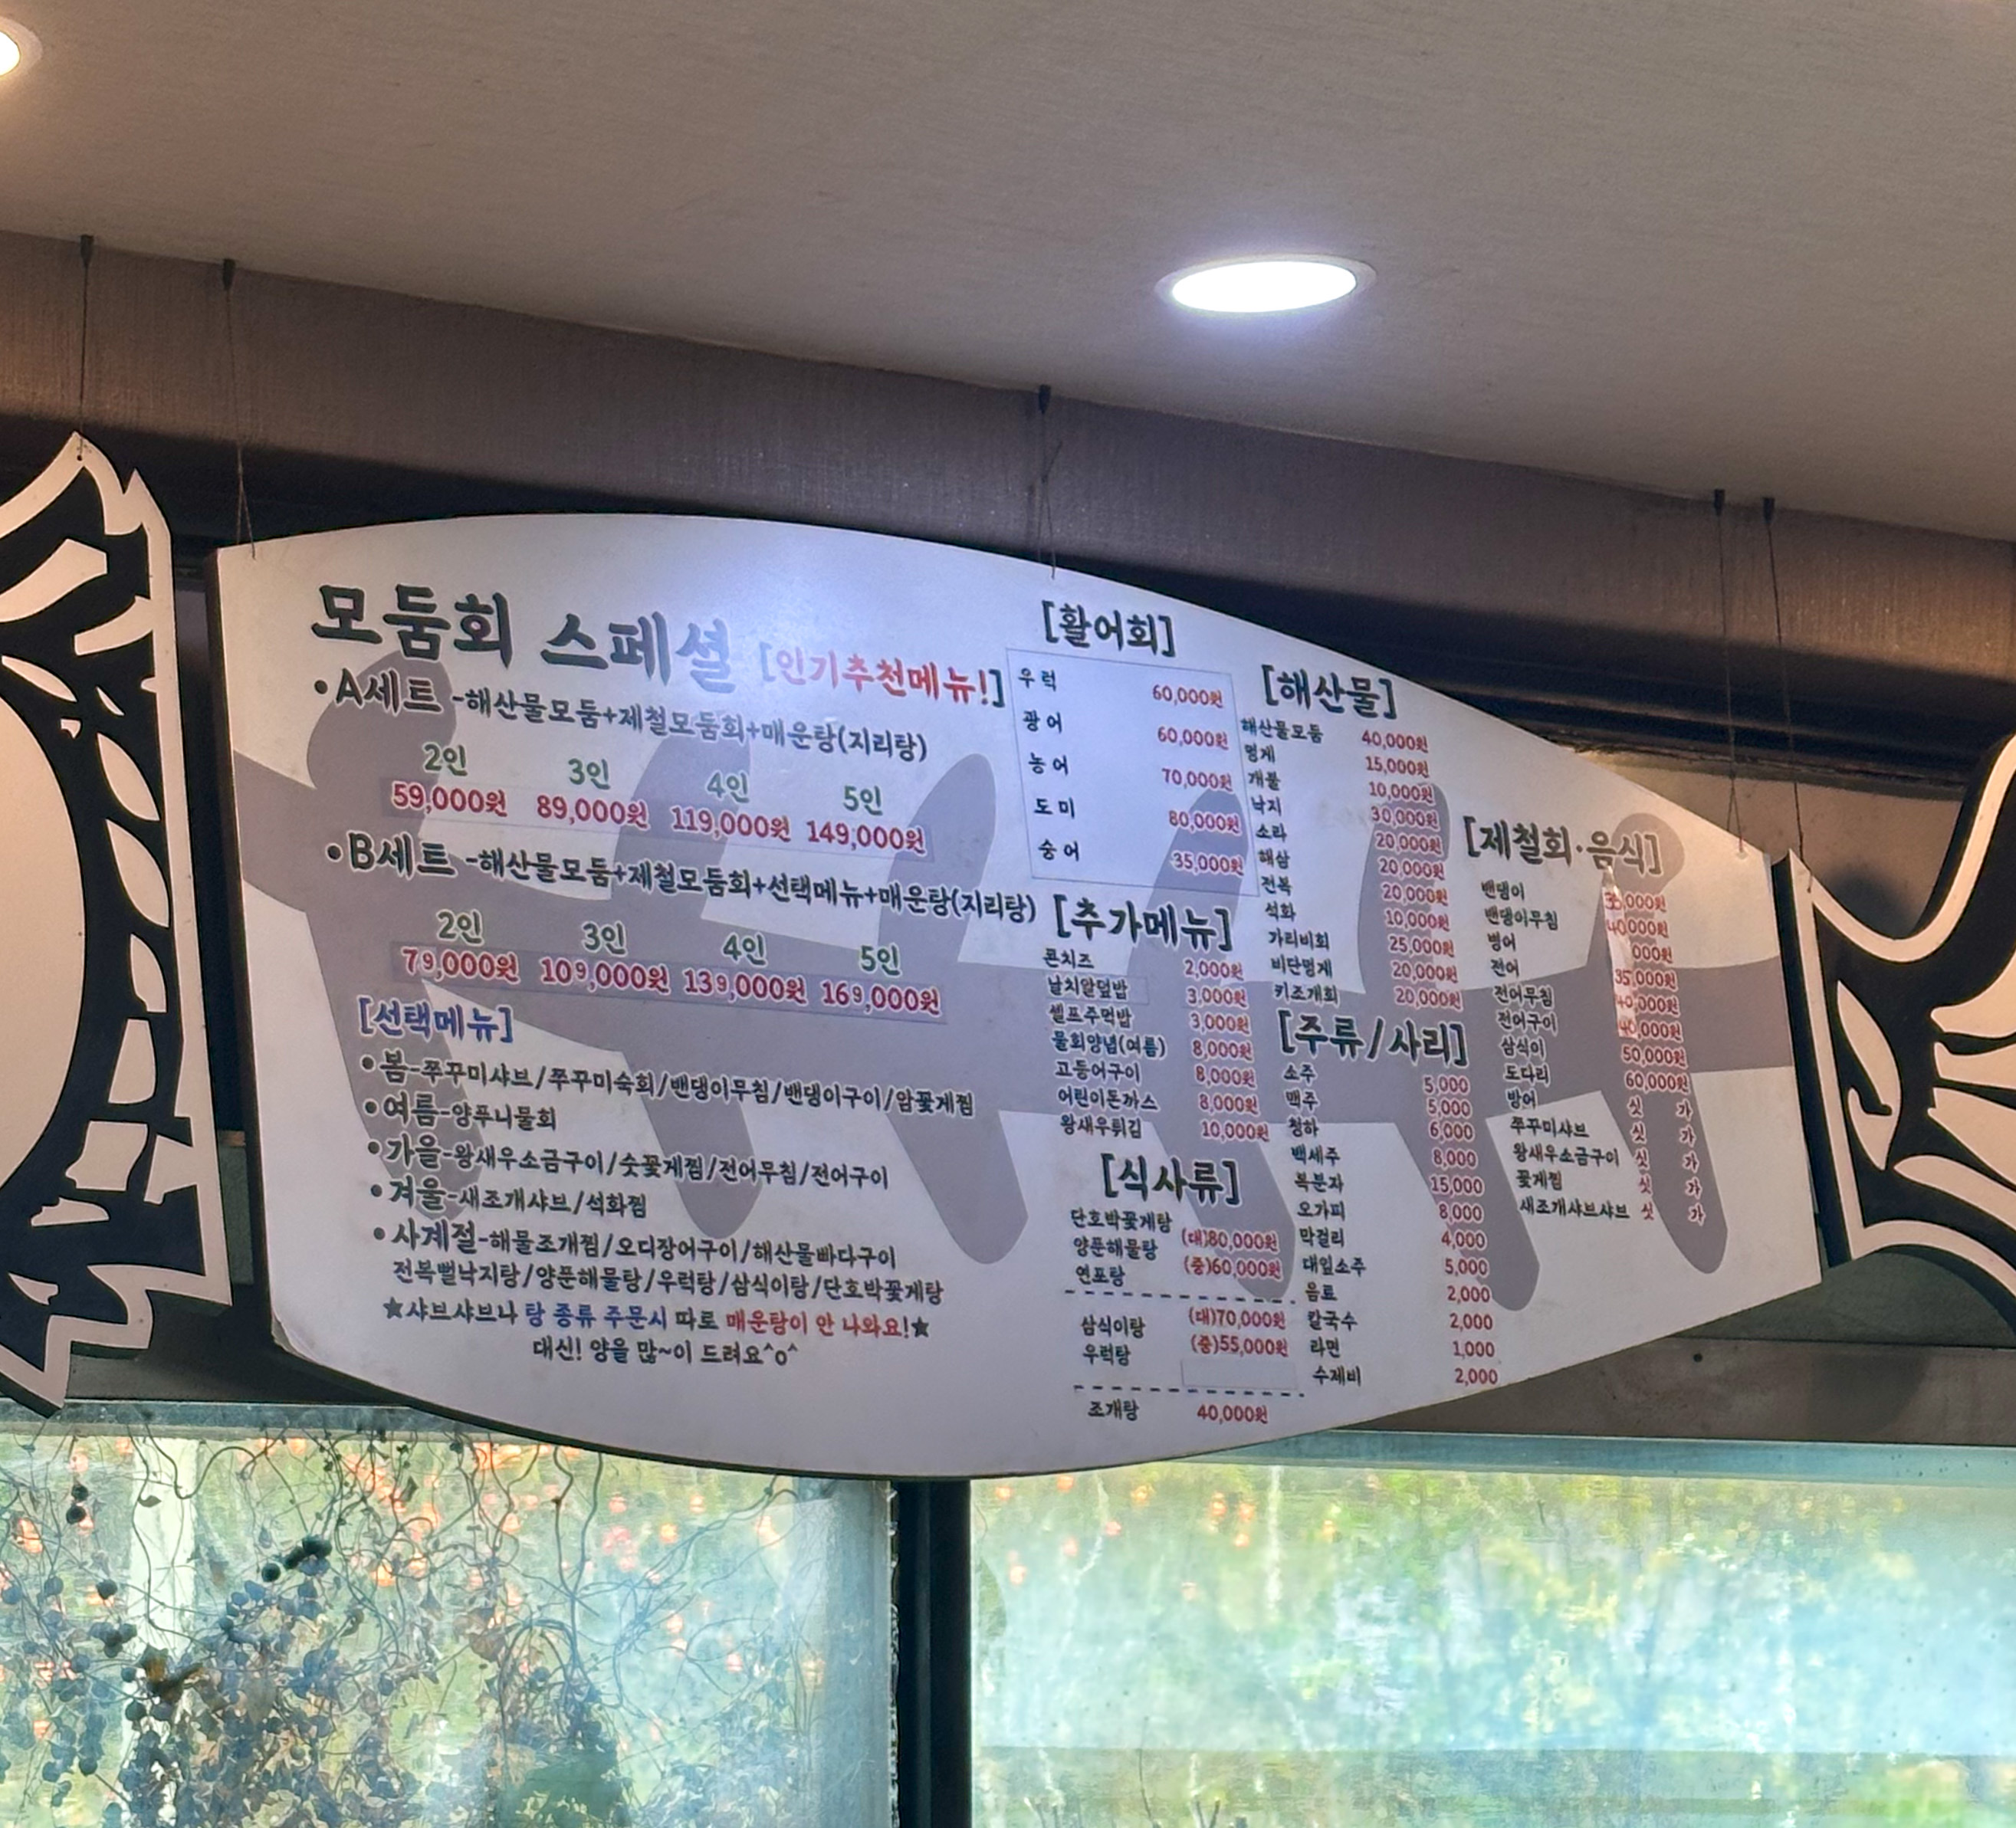 모둠회 스페셜 [인기추천메뉴!]
•A세트 -해산물모둠+제철모둠회+매운탕(지리탕)
2인 3인 4인 5인
59,000원 89,000원 119,000원 149,000원
•B세트 -해산물모둠+제철모둠회+선택메뉴+매운탕(지리탕)
2인 3인 4인 5인
79,000원 109,000원 139,000원 169,000원
[선택메뉴]
•봄-쭈꾸미샤브/쭈꾸미숙회/밴댕이무침/밴댕이구이/암꽃게찜
•여름-양푸니물회
•가을-왕새우소금구이/숫꽃게찜/전어무침/전어구이
•겨울-새조개샤브/석화찜
•사계절-해물조개찜/오디장어구이/해산물빠다구이
전복뻘낙지탕/양푼해물탕/우럭탕/삼식이탕/단호박꽃게탕
★샤브샤브나 탕 종류 주문시 따로 매운탕이 안 나와요!★
대신! 양을 많~이 드려요^o^
[활어회]
우럭 60,000원
광어 60,000원
농어 70,000원
도미 80,000원
숭어 35,000원
[추가메뉴]
콘치즈 2,000원
날치알덮밥 3,000원
셀프주먹밥 3,000원
물회양념(여름) 8,000원
고등어구이 8,000원
어린이돈까스 8,000원
왕새우튀김 10,000원
[식사류]
단호박꽃게탕
양푼해물탕 (대)80,000원
연포탕 (중)60,000원
삼식이탕 (대)70,000원
우럭탕 (중)55,000원
조개탕 40,000원
[해산물]
해산물모둠 40,000원
멍게 15,000원
개불 10,000원
낙지 30,000원
소라 20,000원
해삼 20,000원
전복 20,000원
석화 10,000원
가리비회 25,000원
비단멍게 20,000원
키조개회 20,000원
[주류/사리]
소주 5,000
맥주 5,000
청하 6,000
백세주 8,000
복분자 15,000
오가피 8,000
막걸리 4,000
대잎소주 5,000
음료 2,000
칼국수 2,000
라면 1,000
수제비 2,000
[제철회·음식]
밴댕이
밴댕이무침 40,000원
병어 000원
전어 35,000원
전어무침 40,000원
전어구이 40,000원
삼식이 50,000원
도다리 60,000원
방어 싯 가
쭈꾸미샤브 싯 가
왕새우소금구이 싯 가
꽃게찜 싯 가
새조개샤브샤브 싯 가